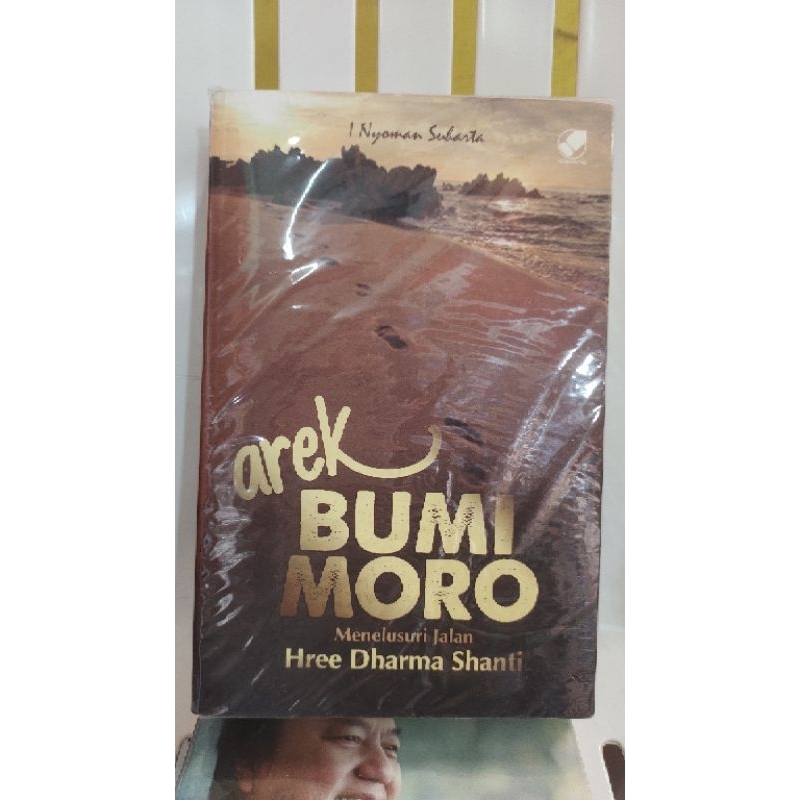 I Nyoman Suharta
arek
BUMI
MORO
Menelusuri Jalan
Hree Dharma Shanti